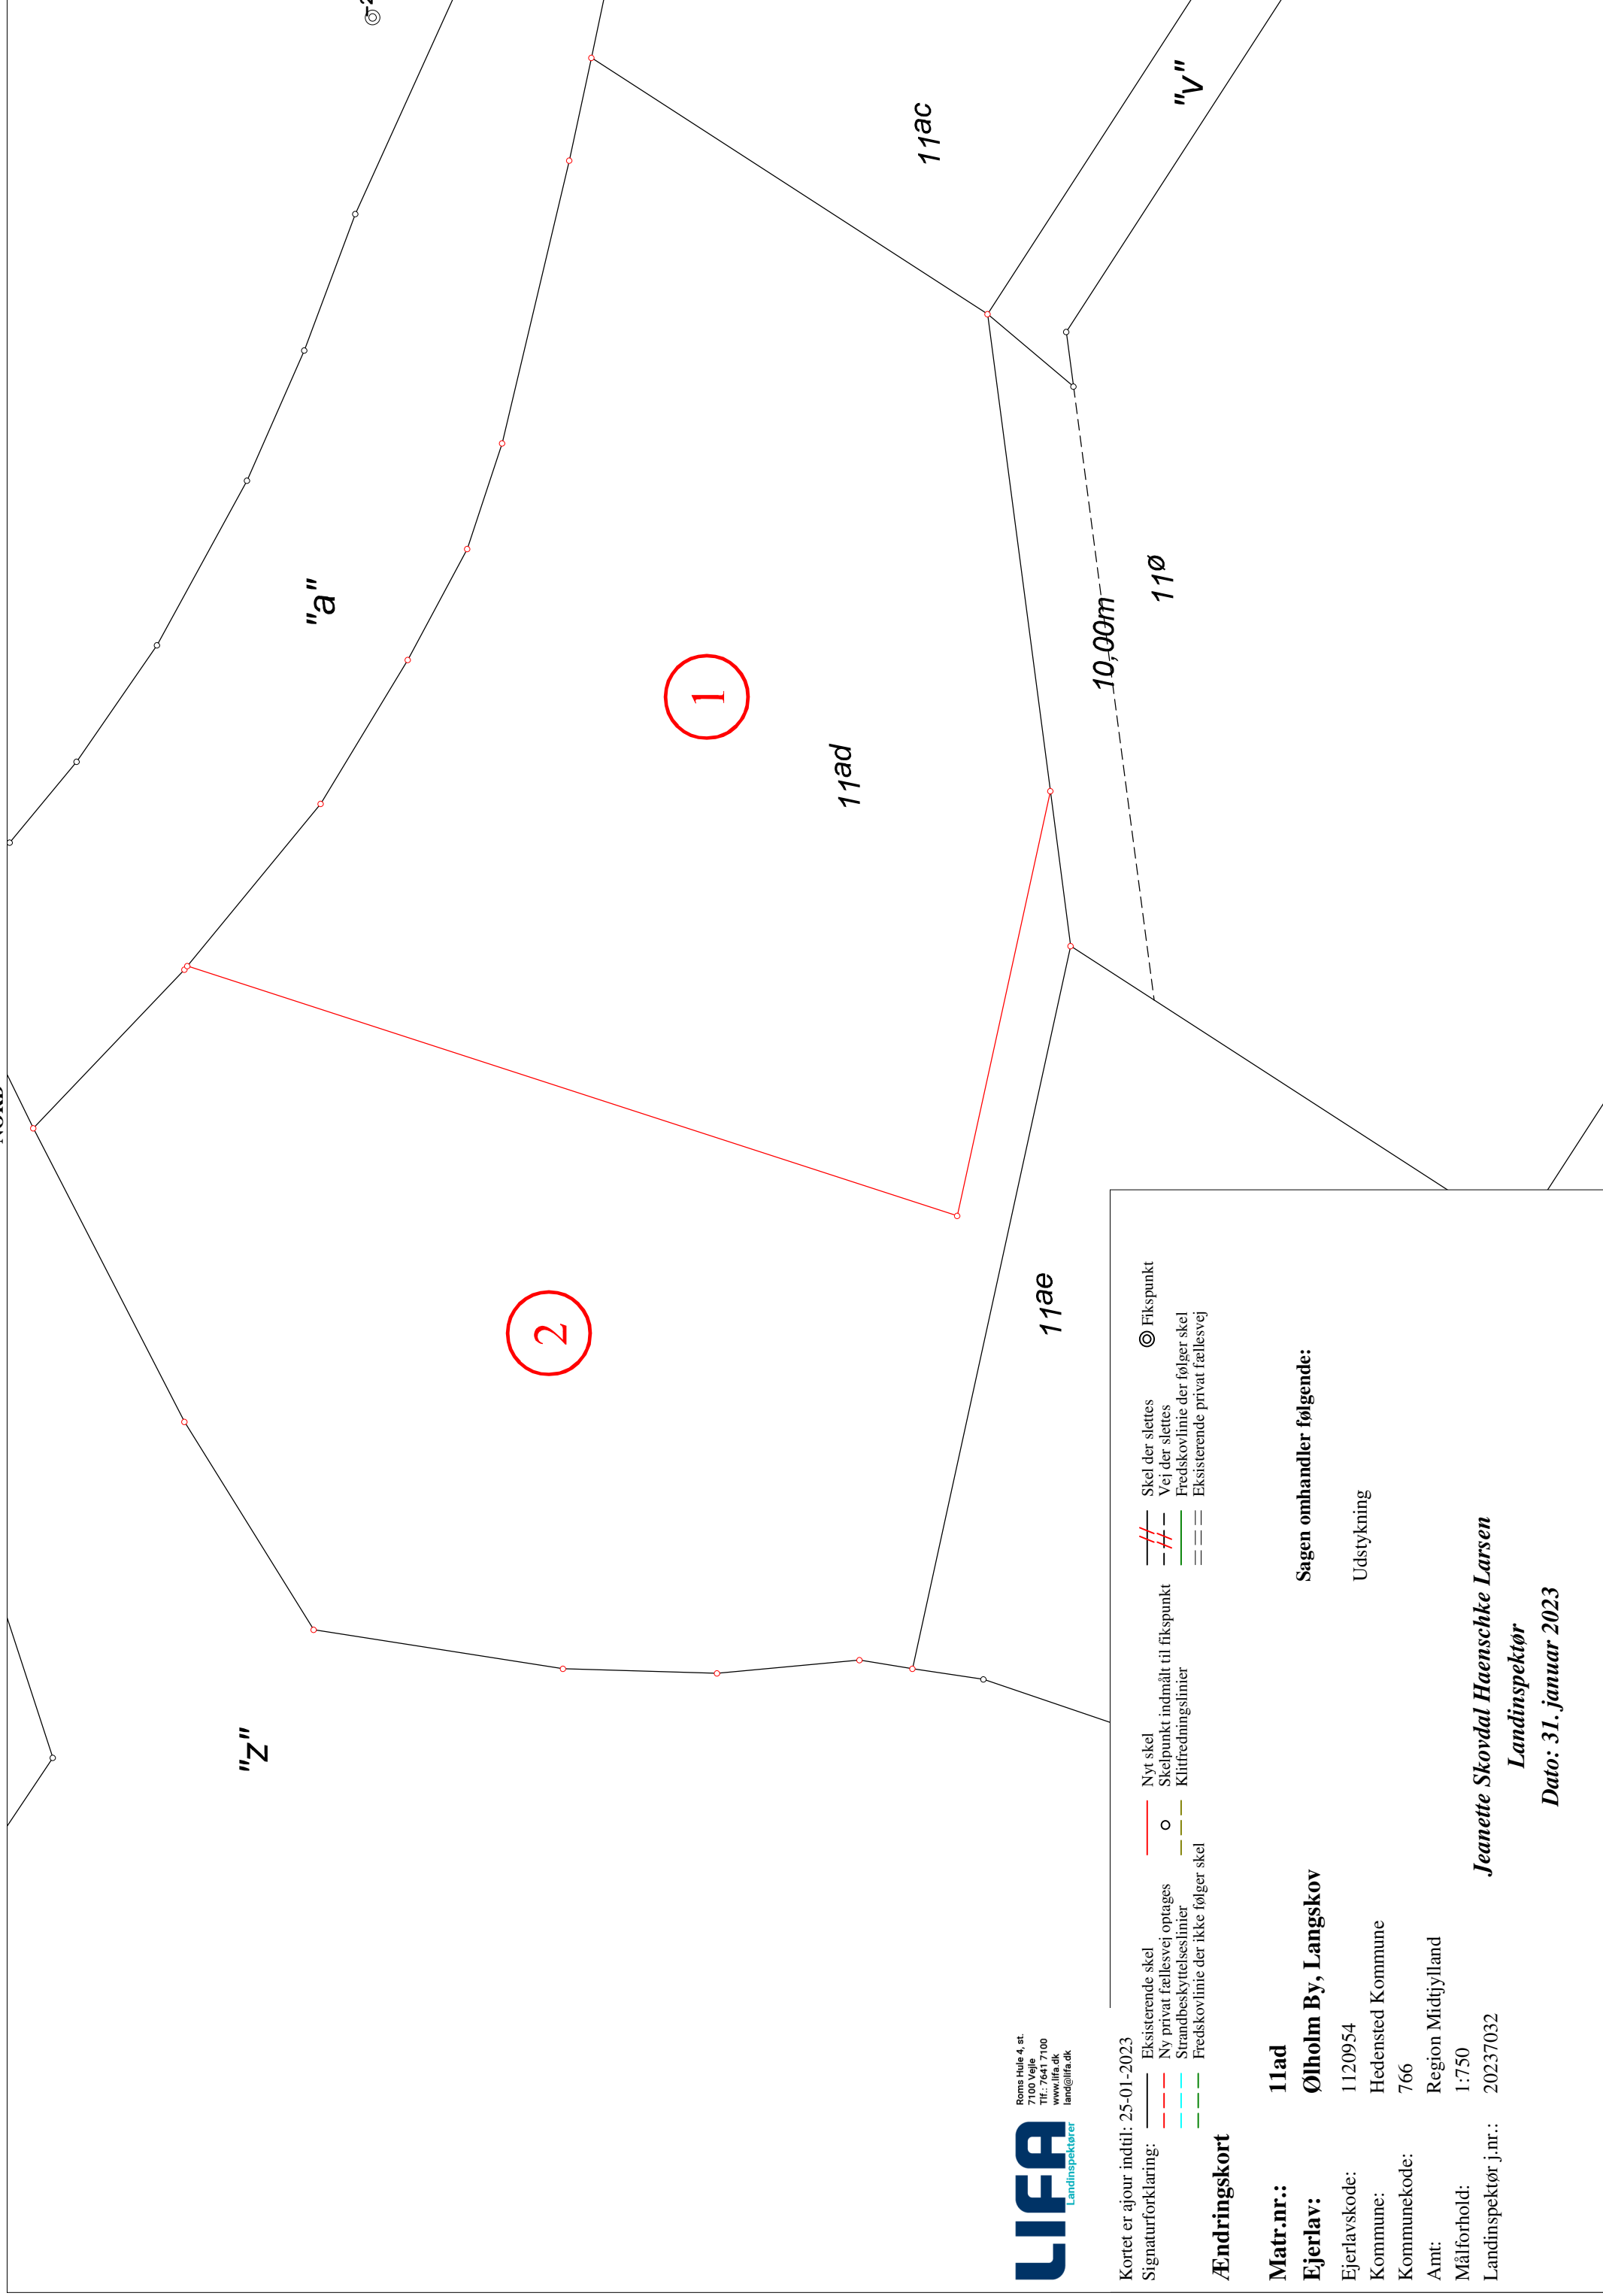 NORD
"z"
"a"
"v"
2
1
11ad
11ac
11ae
11ø
10,00m
LIFA
Landinspektører
Roms Hule 4, st.
7100 Vejle
Tlf.: 7641 7100
www.lifa.dk
land@lifa.dk
Kortet er ajour indtil: 25-01-2023
Signaturforklaring:
Eksisterende skel
Ny privat fællesvej optages
Strandbeskyttelseslinier
Fredskovlinie der ikke følger skel
Nyt skel
Skelpunkt indmålt til fikspunkt
Klitfredningslinier
Skel der slettes
Vej der slettes
Fredskovlinie der følger skel
Eksisterende privat fællesvej
Fikspunkt
Ændringskort
Matr.nr.: 11ad
Ejerlav: Ølholm By, Langskov
Ejerlavskode: 1120954
Kommune: Hedensted Kommune
Kommunekode: 766
Amt: Region Midtjylland
Målforhold: 1:750
Landinspektør j.nr.: 20237032
Sagen omhandler følgende:
Udstykning
Jeanette Skovdal Haenschke Larsen
Landinspektør
Dato: 31. januar 2023